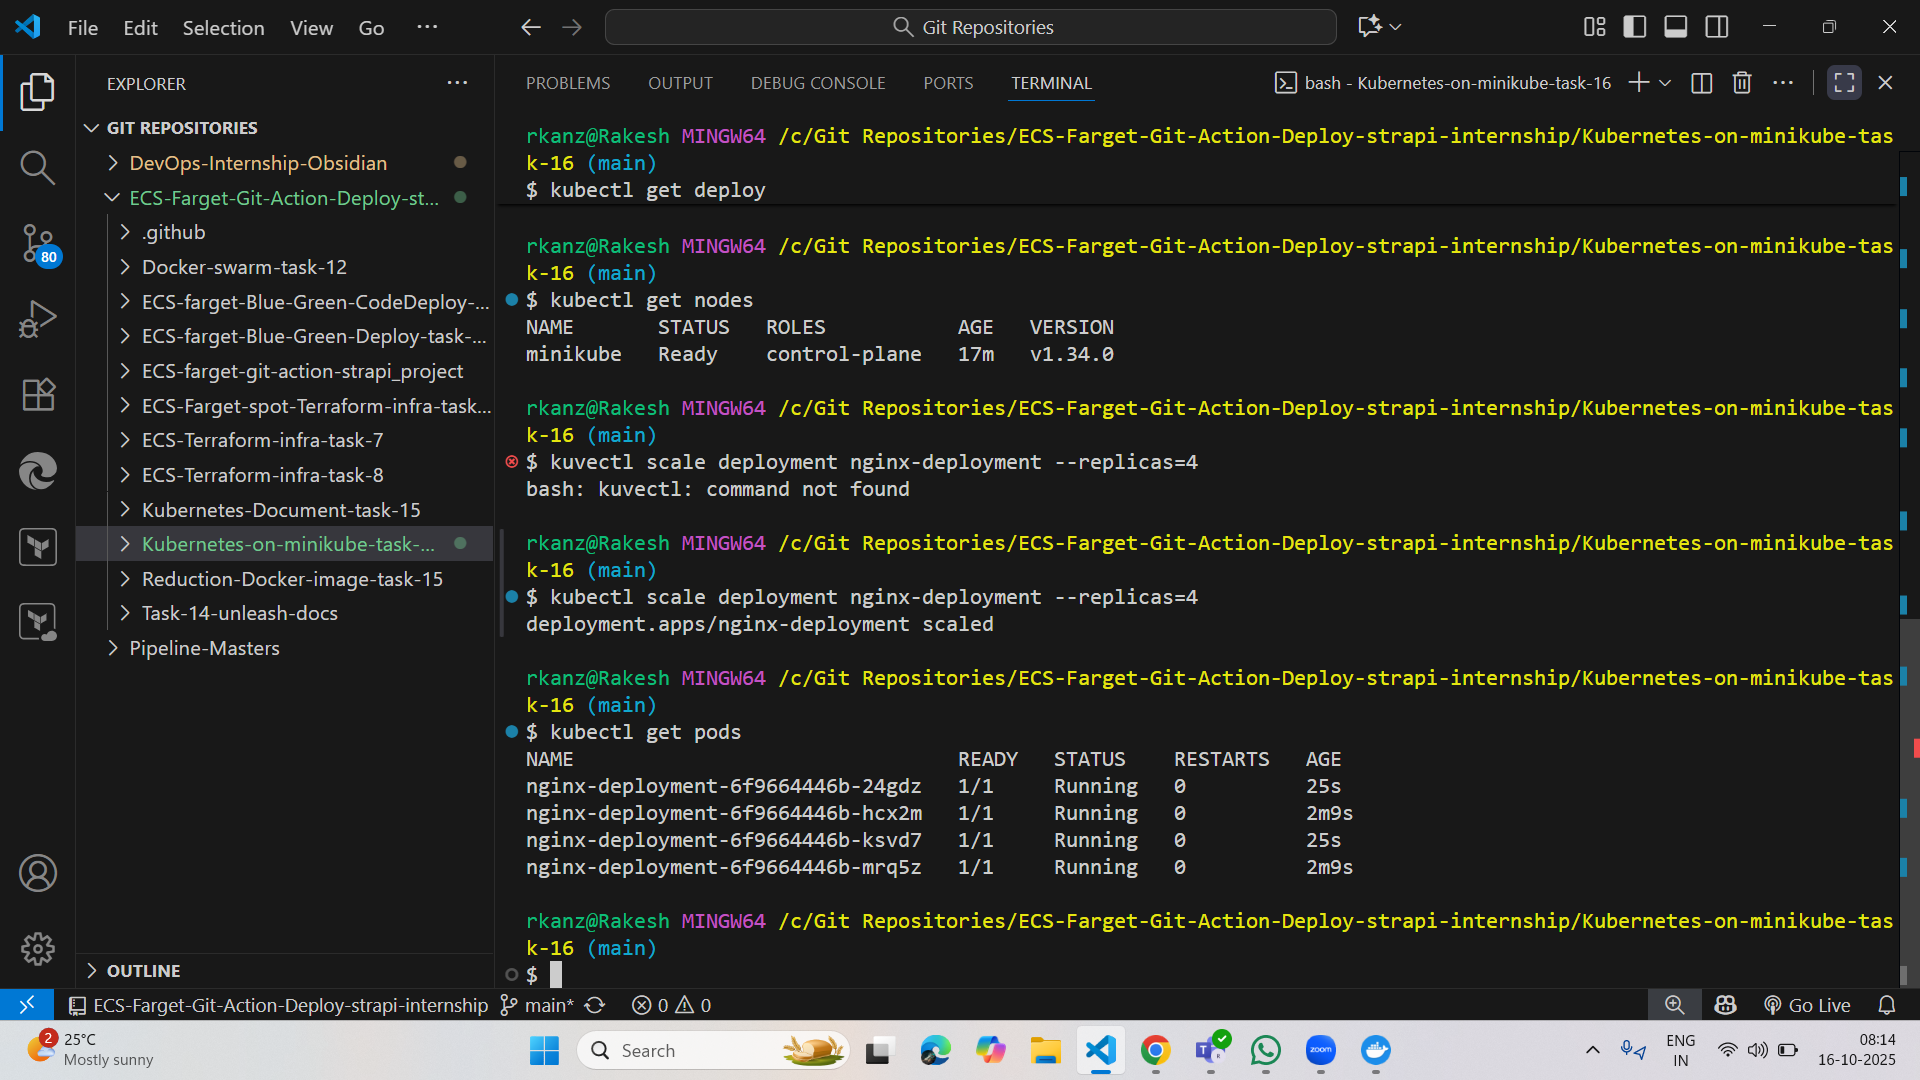 File Edit Selection View Go ...
Git Repositories
EXPLORER
GIT REPOSITORIES
DevOps-Internship-Obsidian
ECS-Farget-Git-Action-Deploy-st...
.github
Docker-swarm-task-12
ECS-farget-Blue-Green-CodeDeploy-...
ECS-farget-Blue-Green-Deploy-task-...
ECS-farget-git-action-strapi_project
ECS-Farget-spot-Terraform-infra-task...
ECS-Terraform-infra-task-7
ECS-Terraform-infra-task-8
Kubernetes-Document-task-15
Kubernetes-on-minikube-task-...
Reduction-Docker-image-task-15
Task-14-unleash-docs
Pipeline-Masters
OUTLINE
80
PROBLEMS OUTPUT DEBUG CONSOLE PORTS TERMINAL
bash - Kubernetes-on-minikube-task-16
rkanz@Rakesh MINGW64 /c/Git Repositories/ECS-Farget-Git-Action-Deploy-strapi-internship/Kubernetes-on-minikube-tas
k-16 (main)
$ kubectl get deploy
rkanz@Rakesh MINGW64 /c/Git Repositories/ECS-Farget-Git-Action-Deploy-strapi-internship/Kubernetes-on-minikube-tas
k-16 (main)
$ kubectl get nodes
NAME STATUS ROLES AGE VERSION
minikube Ready control-plane 17m v1.34.0
rkanz@Rakesh MINGW64 /c/Git Repositories/ECS-Farget-Git-Action-Deploy-strapi-internship/Kubernetes-on-minikube-tas
k-16 (main)
$ kuvectl scale deployment nginx-deployment --replicas=4
bash: kuvectl: command not found
rkanz@Rakesh MINGW64 /c/Git Repositories/ECS-Farget-Git-Action-Deploy-strapi-internship/Kubernetes-on-minikube-tas
k-16 (main)
$ kubectl scale deployment nginx-deployment --replicas=4
deployment.apps/nginx-deployment scaled
rkanz@Rakesh MINGW64 /c/Git Repositories/ECS-Farget-Git-Action-Deploy-strapi-internship/Kubernetes-on-minikube-tas
k-16 (main)
$ kubectl get pods
NAME READY STATUS RESTARTS AGE
nginx-deployment-6f9664446b-24gdz 1/1 Running 0 25s
nginx-deployment-6f9664446b-hcx2m 1/1 Running 0 2m9s
nginx-deployment-6f9664446b-ksvd7 1/1 Running 0 25s
nginx-deployment-6f9664446b-mrq5z 1/1 Running 0 2m9s
rkanz@Rakesh MINGW64 /c/Git Repositories/ECS-Farget-Git-Action-Deploy-strapi-internship/Kubernetes-on-minikube-tas
k-16 (main)
$
ECS-Farget-Git-Action-Deploy-strapi-internship main* 0 0 Go Live
2
25°C
Mostly sunny
Search
zoom
ENG
IN
08:14
16-10-2025